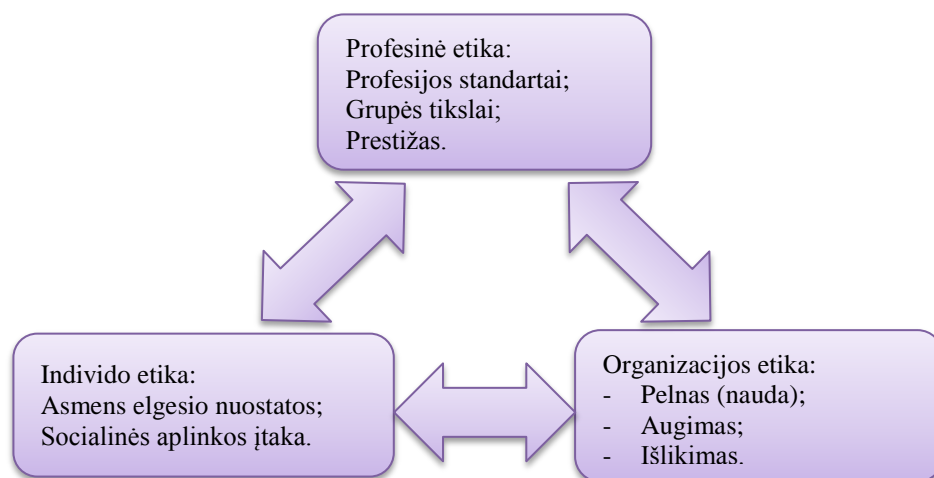 Profesinė etika:
Profesijos standartai;
Grupės tikslai;
Prestižas.
Individo etika:
Asmens elgesio nuostatos;
Socialinės aplinkos įtaka.
Organizacijos etika:
- Pelnas (nauda);
- Augimas;
- Išlikimas.